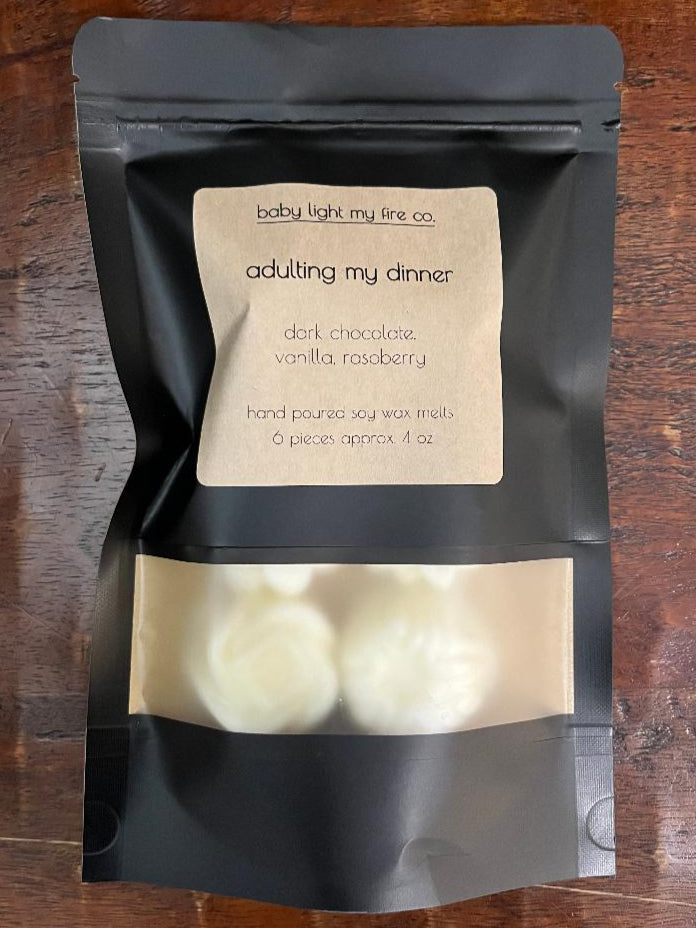 baby light my fire co.
adulting my dinner
dark chocolate,
vanilla, raspberry
hand poured soy wax melts
6 pieces approx. 4 oz